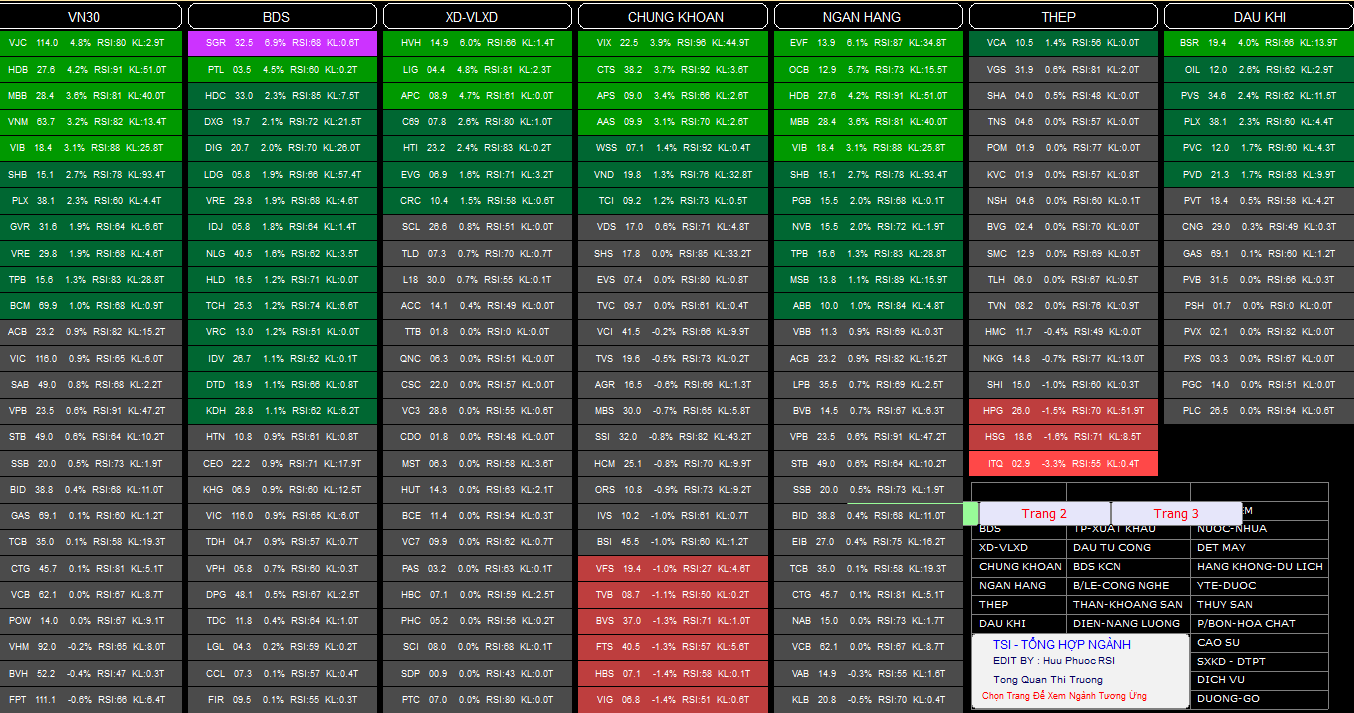 VN30
VJC 114.0 4.8% RSI:80 KL:2.9T
HDB 27.6 4.2% RSI:91 KL:51.0T
MBB 28.4 3.6% RSI:81 KL:40.0T
VNM 63.7 3.2% RSI:82 KL:13.4T
VIB 18.4 3.1% RSI:88 KL:25.8T
SHB 15.1 2.7% RSI:78 KL:93.4T
PLX 38.1 2.3% RSI:60 KL:4.4T
GVR 31.6 1.9% RSI:64 KL:6.6T
VRE 29.8 1.9% RSI:68 KL:4.6T
TPB 15.6 1.3% RSI:83 KL:28.8T
BCM 69.9 1.0% RSI:68 KL:0.9T
ACB 23.2 0.9% RSI:82 KL:15.2T
VIC 116.0 0.9% RSI:65 KL:6.0T
SAB 49.0 0.8% RSI:68 KL:2.2T
VPB 23.5 0.6% RSI:91 KL:47.2T
STB 49.0 0.6% RSI:64 KL:10.2T
SSB 20.0 0.5% RSI:73 KL:1.9T
BID 38.8 0.4% RSI:68 KL:11.0T
GAS 69.1 0.1% RSI:60 KL:1.2T
TCB 35.0 0.1% RSI:58 KL:19.3T
CTG 45.7 0.1% RSI:81 KL:5.1T
VCB 62.1 0.0% RSI:67 KL:8.7T
POW 14.0 0.0% RSI:67 KL:9.1T
VHM 92.0 -0.2% RSI:65 KL:8.0T
BVH 52.2 -0.4% RSI:47 KL:0.3T
FPT 111.1 -0.6% RSI:66 KL:6.4T
BDS
SGR 32.5 6.9% RSI:68 KL:0.6T
PTL 03.5 4.5% RSI:60 KL:0.2T
HDC 33.0 2.3% RSI:85 KL:7.5T
DXG 19.7 2.1% RSI:72 KL:21.5T
DIG 20.7 2.0% RSI:70 KL:26.0T
LDG 05.8 1.9% RSI:66 KL:57.4T
VRE 29.8 1.9% RSI:68 KL:4.6T
IDJ 05.8 1.8% RSI:64 KL:1.4T
NLG 40.5 1.6% RSI:62 KL:3.5T
HLD 16.5 1.2% RSI:71 KL:0.0T
TCH 25.3 1.2% RSI:74 KL:6.6T
VRC 13.0 1.2% RSI:51 KL:0.0T
IDV 26.7 1.1% RSI:52 KL:0.1T
DTD 18.9 1.1% RSI:66 KL:0.8T
KDH 28.8 1.1% RSI:62 KL:6.2T
HTN 10.8 0.9% RSI:61 KL:0.8T
CEO 22.2 0.9% RSI:71 KL:17.9T
KHG 06.9 0.9% RSI:60 KL:12.5T
VIC 116.0 0.9% RSI:65 KL:6.0T
TDH 04.7 0.9% RSI:57 KL:0.7T
VPH 05.8 0.7% RSI:60 KL:0.3T
DPG 48.1 0.5% RSI:67 KL:2.5T
TDC 11.8 0.4% RSI:64 KL:1.0T
LGL 04.3 0.2% RSI:59 KL:0.2T
CCL 07.3 0.1% RSI:57 KL:0.4T
FIR 09.5 0.1% RSI:55 KL:0.3T
XD-VLXD
HVH 14.9 6.0% RSI:66 KL:1.4T
LIG 04.4 4.8% RSI:81 KL:2.3T
APC 08.9 4.7% RSI:61 KL:0.0T
C69 07.8 2.6% RSI:80 KL:1.0T
HTI 23.2 2.4% RSI:83 KL:0.2T
EVG 06.9 1.6% RSI:71 KL:3.2T
CRC 10.4 1.5% RSI:58 KL:0.6T
SCL 26.6 0.8% RSI:51 KL:0.0T
TLD 07.3 0.7% RSI:70 KL:0.7T
L18 30.0 0.7% RSI:55 KL:0.1T
ACC 14.1 0.4% RSI:49 KL:0.0T
TTB 01.8 0.0% RSI:0 KL:0.0T
QNC 06.3 0.0% RSI:51 KL:0.0T
CSC 22.0 0.0% RSI:57 KL:0.0T
VC3 28.6 0.0% RSI:55 KL:0.6T
CDO 01.8 0.0% RSI:48 KL:0.0T
MST 06.3 0.0% RSI:58 KL:3.6T
HUT 14.3 0.0% RSI:63 KL:2.1T
BCE 11.4 0.0% RSI:94 KL:0.3T
VC7 09.9 0.0% RSI:62 KL:0.7T
PAS 03.2 0.0% RSI:63 KL:0.1T
HBC 07.1 0.0% RSI:59 KL:2.5T
PHC 05.2 0.0% RSI:56 KL:0.2T
SCI 08.0 0.0% RSI:68 KL:0.1T
SDP 00.9 0.0% RSI:43 KL:0.0T
PTC 07.0 0.0% RSI:80 KL:0.0T
CHUNG KHOAN
VIX 22.5 3.9% RSI:96 KL:44.9T
CTS 38.2 3.7% RSI:92 KL:3.6T
APS 09.0 3.4% RSI:66 KL:2.6T
AAS 09.9 3.1% RSI:70 KL:2.6T
WSS 07.1 1.4% RSI:92 KL:0.4T
VND 19.8 1.3% RSI:76 KL:32.8T
TCI 09.2 1.2% RSI:73 KL:0.5T
VDS 17.0 0.6% RSI:71 KL:4.8T
SHS 17.8 0.0% RSI:85 KL:33.2T
EVS 07.4 0.0% RSI:80 KL:0.8T
TVC 09.7 0.0% RSI:61 KL:0.4T
VCI 41.5 -0.2% RSI:66 KL:9.9T
TVS 19.6 -0.5% RSI:73 KL:0.2T
AGR 16.5 -0.6% RSI:66 KL:1.3T
MBS 30.0 -0.7% RSI:65 KL:5.8T
SSI 32.0 -0.8% RSI:82 KL:43.2T
HCM 25.1 -0.8% RSI:70 KL:9.9T
ORS 10.8 -0.9% RSI:73 KL:9.2T
IVS 10.2 -1.0% RSI:61 KL:0.7T
BSI 45.5 -1.0% RSI:60 KL:1.2T
VFS 19.4 -1.0% RSI:27 KL:4.6T
TVB 08.7 -1.1% RSI:50 KL:0.2T
BVS 37.0 -1.3% RSI:71 KL:1.0T
FTS 40.5 -1.3% RSI:57 KL:5.6T
HBS 07.1 -1.4% RSI:58 KL:0.1T
VIG 06.8 -1.4% RSI:51 KL:0.6T
NGAN HANG
EVF 13.9 6.1% RSI:87 KL:34.8T
OCB 12.9 5.7% RSI:73 KL:15.5T
HDB 27.6 4.2% RSI:91 KL:51.0T
MBB 28.4 3.6% RSI:81 KL:40.0T
VIB 18.4 3.1% RSI:88 KL:25.8T
SHB 15.1 2.7% RSI:78 KL:93.4T
PGB 15.5 2.0% RSI:68 KL:0.1T
NVB 15.5 2.0% RSI:72 KL:1.9T
TPB 15.6 1.3% RSI:83 KL:28.8T
MSB 13.8 1.1% RSI:89 KL:15.9T
ABB 10.0 1.0% RSI:84 KL:4.8T
VBB 11.3 0.9% RSI:69 KL:0.3T
ACB 23.2 0.9% RSI:82 KL:15.2T
LPB 35.5 0.7% RSI:69 KL:2.5T
BVB 14.5 0.7% RSI:67 KL:6.3T
VPB 23.5 0.6% RSI:91 KL:47.2T
STB 49.0 0.6% RSI:64 KL:10.2T
SSB 20.0 0.5% RSI:73 KL:1.9T
BID 38.8 0.4% RSI:68 KL:11.0T
EIB 27.0 0.4% RSI:75 KL:16.2T
TCB 35.0 0.1% RSI:58 KL:19.3T
CTG 45.7 0.1% RSI:81 KL:5.1T
NAB 15.0 0.0% RSI:73 KL:1.7T
VCB 62.1 0.0% RSI:67 KL:8.7T
VAB 14.9 -0.3% RSI:55 KL:1.6T
KLB 20.8 -0.5% RSI:70 KL:0.4T
THEP
VCA 10.5 1.4% RSI:56 KL:0.0T
VGS 31.9 0.6% RSI:81 KL:2.0T
SHA 04.0 0.5% RSI:48 KL:0.0T
TNS 04.6 0.0% RSI:57 KL:0.0T
POM 01.9 0.0% RSI:77 KL:0.0T
KVC 01.9 0.0% RSI:57 KL:0.8T
NSH 04.6 0.0% RSI:60 KL:0.1T
BVG 02.4 0.0% RSI:70 KL:0.0T
SMC 12.9 0.0% RSI:69 KL:0.5T
TLH 06.0 0.0% RSI:67 KL:0.5T
TVN 08.2 0.0% RSI:76 KL:0.9T
HMC 11.7 -0.4% RSI:49 KL:0.0T
NKG 14.8 -0.7% RSI:77 KL:13.0T
SHI 15.0 -1.0% RSI:60 KL:0.3T
HPG 26.0 -1.5% RSI:70 KL:51.9T
HSG 18.6 -1.6% RSI:71 KL:8.5T
ITQ 02.9 -3.3% RSI:55 KL:0.4T
DAU KHI
BSR 19.4 4.0% RSI:66 KL:13.9T
OIL 12.0 2.6% RSI:62 KL:2.9T
PVS 34.6 2.4% RSI:62 KL:11.5T
PLX 38.1 2.3% RSI:60 KL:4.4T
PVC 12.0 1.7% RSI:60 KL:4.3T
PVD 21.3 1.7% RSI:63 KL:9.9T
PVT 18.4 0.5% RSI:58 KL:4.2T
CNG 29.0 0.3% RSI:49 KL:0.3T
GAS 69.1 0.1% RSI:60 KL:1.2T
PVB 31.5 0.0% RSI:66 KL:0.3T
PSH 01.7 0.0% RSI:0 KL:0.0T
PVX 02.1 0.0% RSI:82 KL:0.0T
PXS 03.3 0.0% RSI:67 KL:0.0T
PGC 14.0 0.0% RSI:51 KL:0.0T
PLC 26.5 0.0% RSI:64 KL:0.6T
Trang 2 Trang 3
BDS TP-XUAT KHAU NUOC-NHUA
XD-VLXD DAU TU CONG DET MAY
CHUNG KHOAN BDS KCN HANG KHONG-DU LICH
NGAN HANG B/LE-CONG NGHE YTE-DUOC
THEP THAN-KHOANG SAN THUY SAN
DAU KHI DIEN-NANG LUONG P/BON-HOA CHAT
CAO SU
SXKD - DTPT
DICH VU
DUONG-GO
TSI - TỔNG HỢP NGÀNH
EDIT BY : Huu Phuoc RSI
Tong Quan Thi Truong
Chọn Trang Để Xem Ngành Tương Ứng